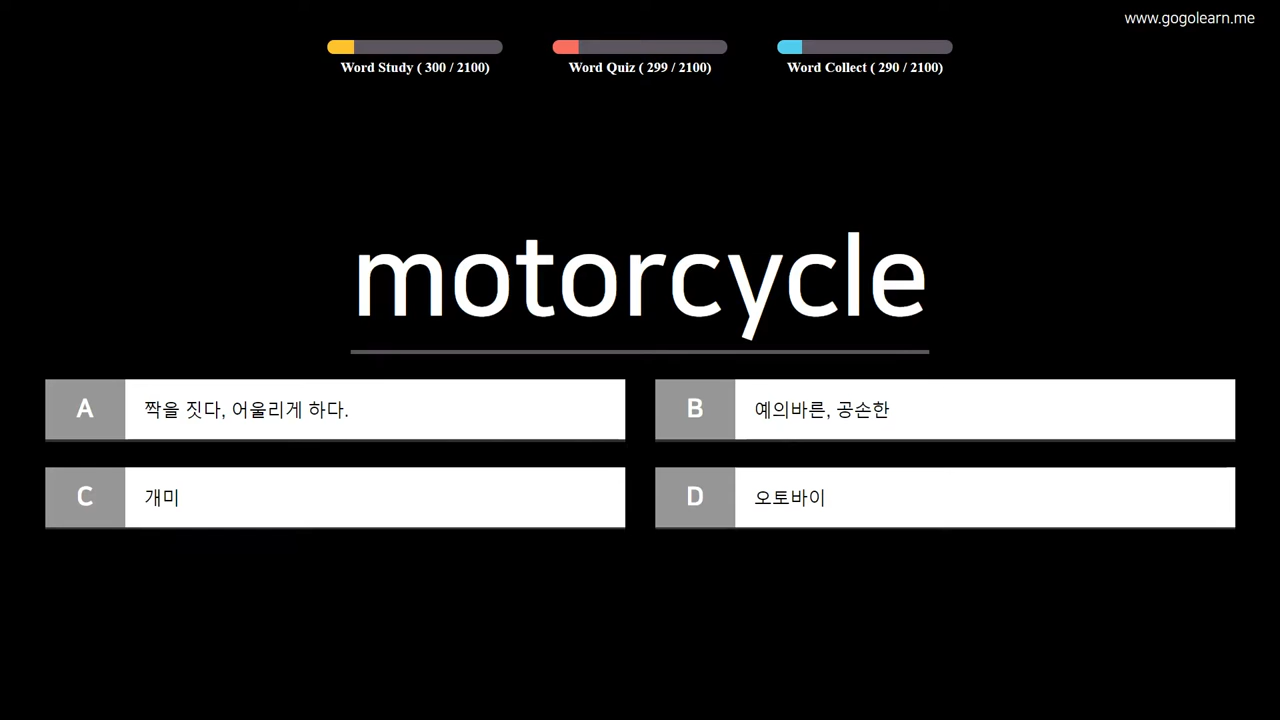 www.gogolearn.me
Word Study ( 300 / 2100)
Word Quiz ( 299 / 2100)
Word Collect ( 290 / 2100)
motorcycle
A 짝을 짓다, 어울리게 하다.
B 예의바른, 공손한
C 개미
D 오토바이